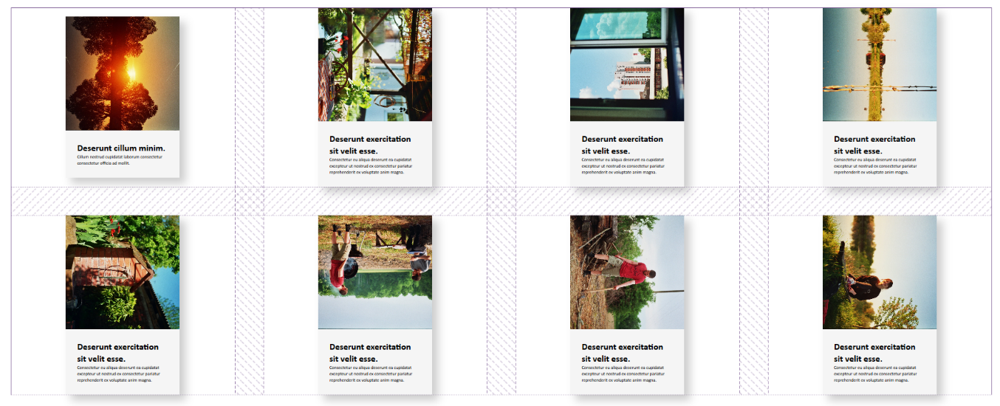 Deserunt cillum minim.
Cillum nostrud cupidatat laborum consectetur
consectetur officia ad mollit.
Deserunt exercitation
sit velit esse.
Consectetur eu aliqua deserunt ea cupidatat
excepteur ut nostrud ex consectetur pariatur
reprehenderit ex voluptate anim magna.
Deserunt exercitation
sit velit esse.
Consectetur eu aliqua deserunt ea cupidatat
excepteur ut nostrud ex consectetur pariatur
reprehenderit ex voluptate anim magna.
Deserunt exercitation
sit velit esse.
Consectetur eu aliqua deserunt ea cupidatat
excepteur ut nostrud ex consectetur pariatur
reprehenderit ex voluptate anim magna.
Deserunt exercitation
sit velit esse.
Consectetur eu aliqua deserunt ea cupidatat
excepteur ut nostrud ex consectetur pariatur
reprehenderit ex voluptate anim magna.
Deserunt exercitation
sit velit esse.
Consectetur eu aliqua deserunt ea cupidatat
excepteur ut nostrud ex consectetur pariatur
reprehenderit ex voluptate anim magna.
Deserunt exercitation
sit velit esse.
Consectetur eu aliqua deserunt ea cupidatat
excepteur ut nostrud ex consectetur pariatur
reprehenderit ex voluptate anim magna.
Deserunt exercitation
sit velit esse.
Consectetur eu aliqua deserunt ea cupidatat
excepteur ut nostrud ex consectetur pariatur
reprehenderit ex voluptate anim magna.